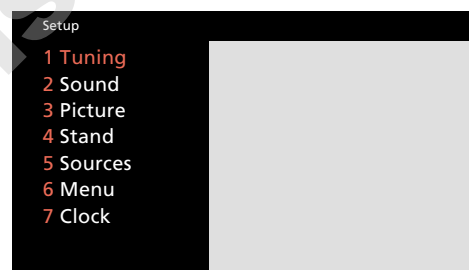 Setup
1 Tuning
2 Sound
3 Picture
4 Stand
5 Sources
6 Menu
7 Clock